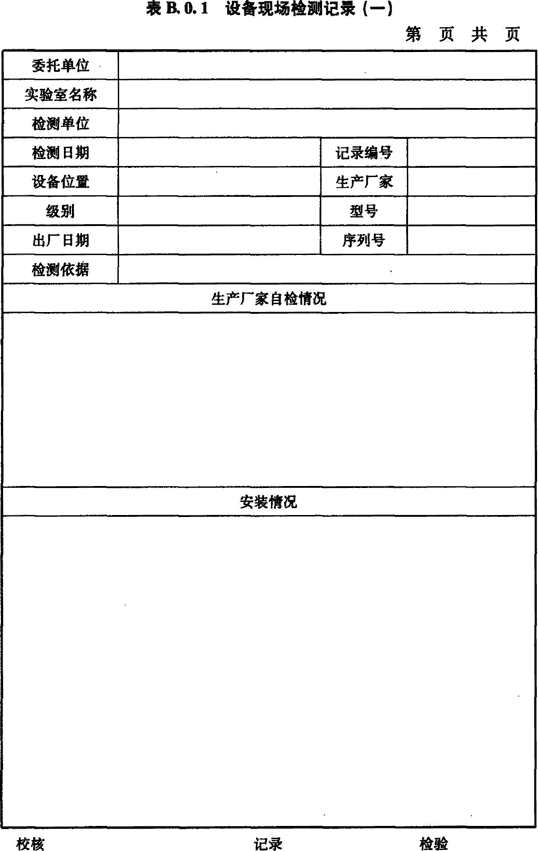 表 B.0.1 设备现场检测记录（一）
第 页 共 页
委托单位
实验室名称
检测单位
检测日期 记录编号
设备位置 生产厂家
级别 型号
出厂日期 序列号
检测依据
生产厂家自检情况
安装情况
校核 记录 检验